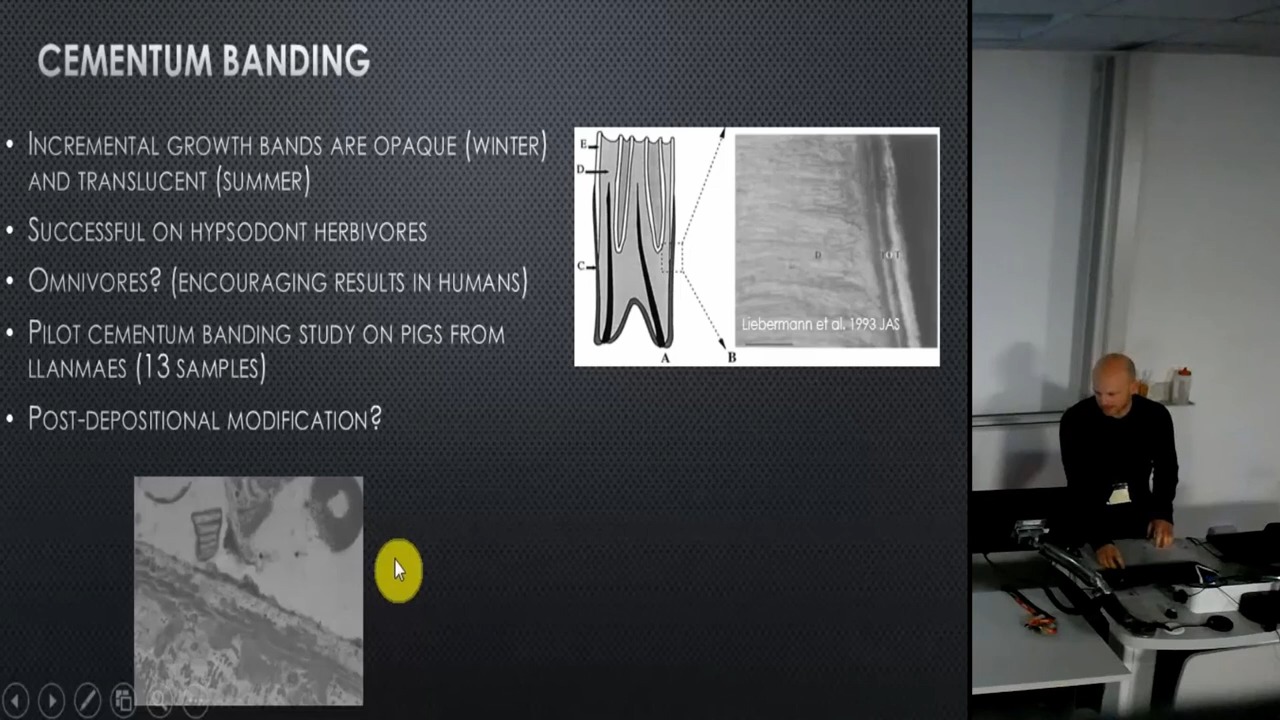 CEMENTUM BANDING
• INCREMENTAL GROWTH BANDS ARE OPAQUE (WINTER)
AND TRANSLUCENT (SUMMER)
• SUCCESSFUL ON HYPSODONT HERBIVORES
• OMNIVORES? (ENCOURAGING RESULTS IN HUMANS)
• PILOT CEMENTUM BANDING STUDY ON PIGS FROM
LLANMAES (13 SAMPLES)
• POST-DEPOSITIONAL MODIFICATION?
E
D
C
A
D
Liebermann et al. 1993 JAS
B